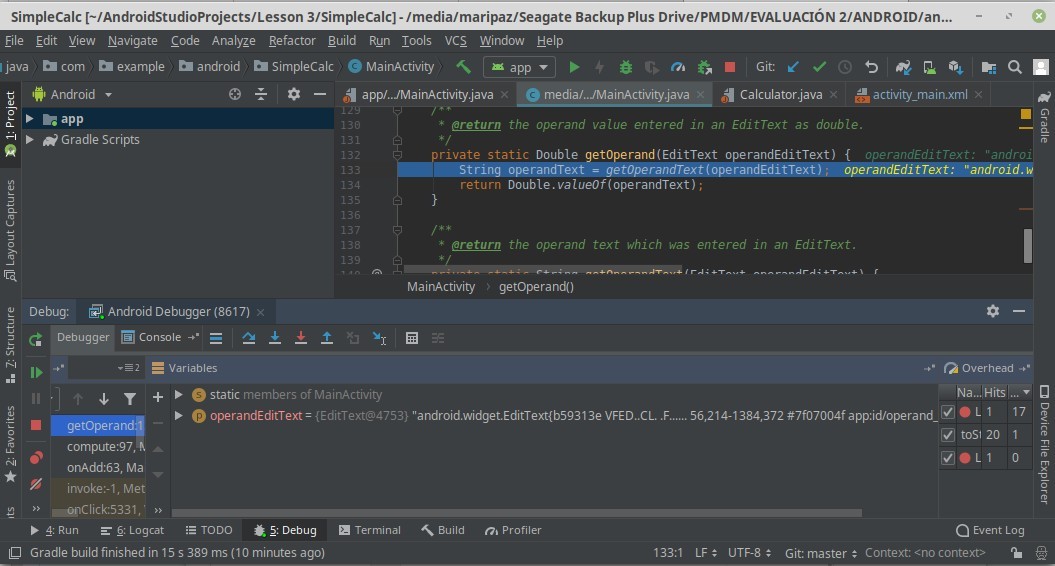 SimpleCalc [~/AndroidStudioProjects/Lesson 3/SimpleCalc] - /media/maripaz/Seagate Backup Plus Drive/PMDM/EVALUACIÓN 2/ANDROID/an...
File Edit View Navigate Code Analyze Refactor Build Run Tools VCS Window Help
java com example android SimpleCalc MainActivity app Git:
Android app/.../MainActivity.java media/.../MainActivity.java Calculator.java activity_main.xml
1: Project
Layout Captures
7: Structure
2: Favorites
Gradle
Device File Explorer
app
Gradle Scripts
129 /**
130 * @return the operand value entered in an EditText as double.
131 */
132 private static Double getOperand(EditText operandEditText) { operandEditText: "androi
133 String operandText = getOperandText(operandEditText); operandEditText: "android.w
134 return Double.valueOf(operandText);
135 }
136
137 /**
138 * @return the operand text which was entered in an EditText.
139 */
140 @ private static String getOperandText(EditText operandEditText) {
MainActivity getOperand()
Debug: Android Debugger (8617)
Debugger Console
Variables Overhead
getOperand:1
compute:97, M
onAdd:63, Ma
invoke:-1, Met
onClick:5331,
static members of MainActivity
operandEditText = {EditText@4753} "android.widget.EditText{b59313e VFED..CL. .F...... 56,214-1384,372 #7f07004f app:id/operand_
Na... Hits ...
L 1 17
toSt 20 1
L 1 0
4: Run 6: Logcat TODO 5: Debug Terminal Build Profiler Event Log
Gradle build finished in 15 s 389 ms (10 minutes ago) 133:1 LF UTF-8 Git: master Context: <no context>